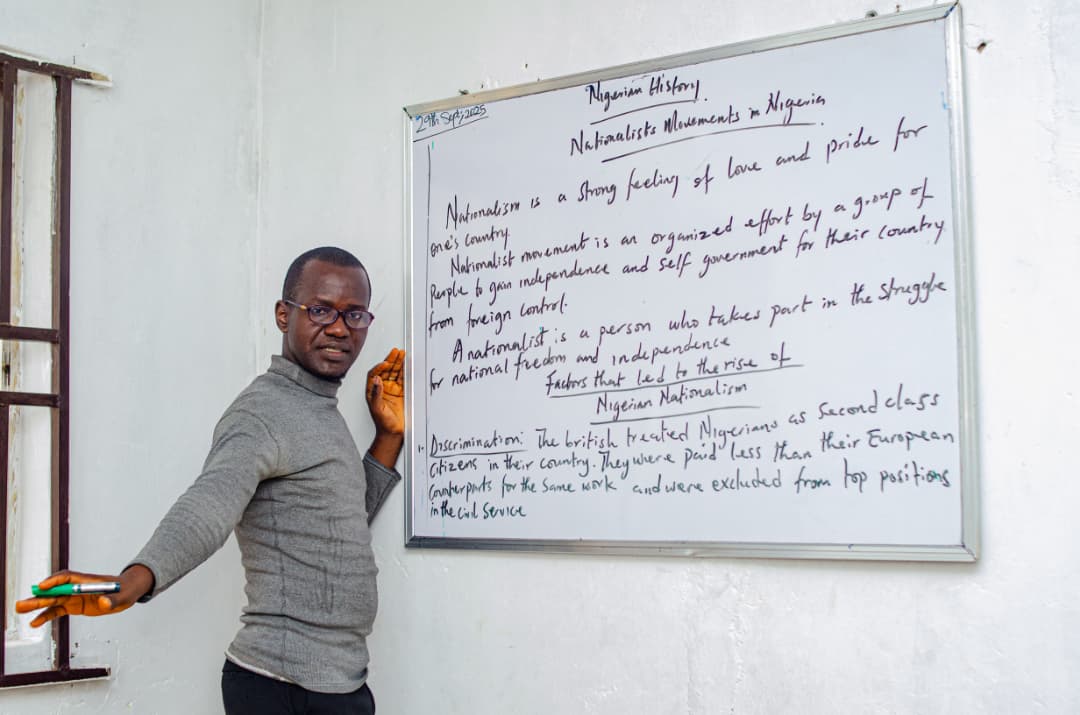 29th Sept, 2025
Nigerian History
Nationalists Movements in Nigeria
Nationalism is a strong feeling of love and pride for
one's country.
Nationalist movement is an organized effort by a group of
people to gain independence and self government for their country
from foreign control.
A nationalist is a person who takes part in the struggle
for national freedom and independence
Factors that led to the rise of
Nigerian Nationalism
1. Discrimination: The british treated Nigerians as second class
citizens in their country. They were paid less than their European
counterparts for the same work and were excluded from top positions
in the civil service